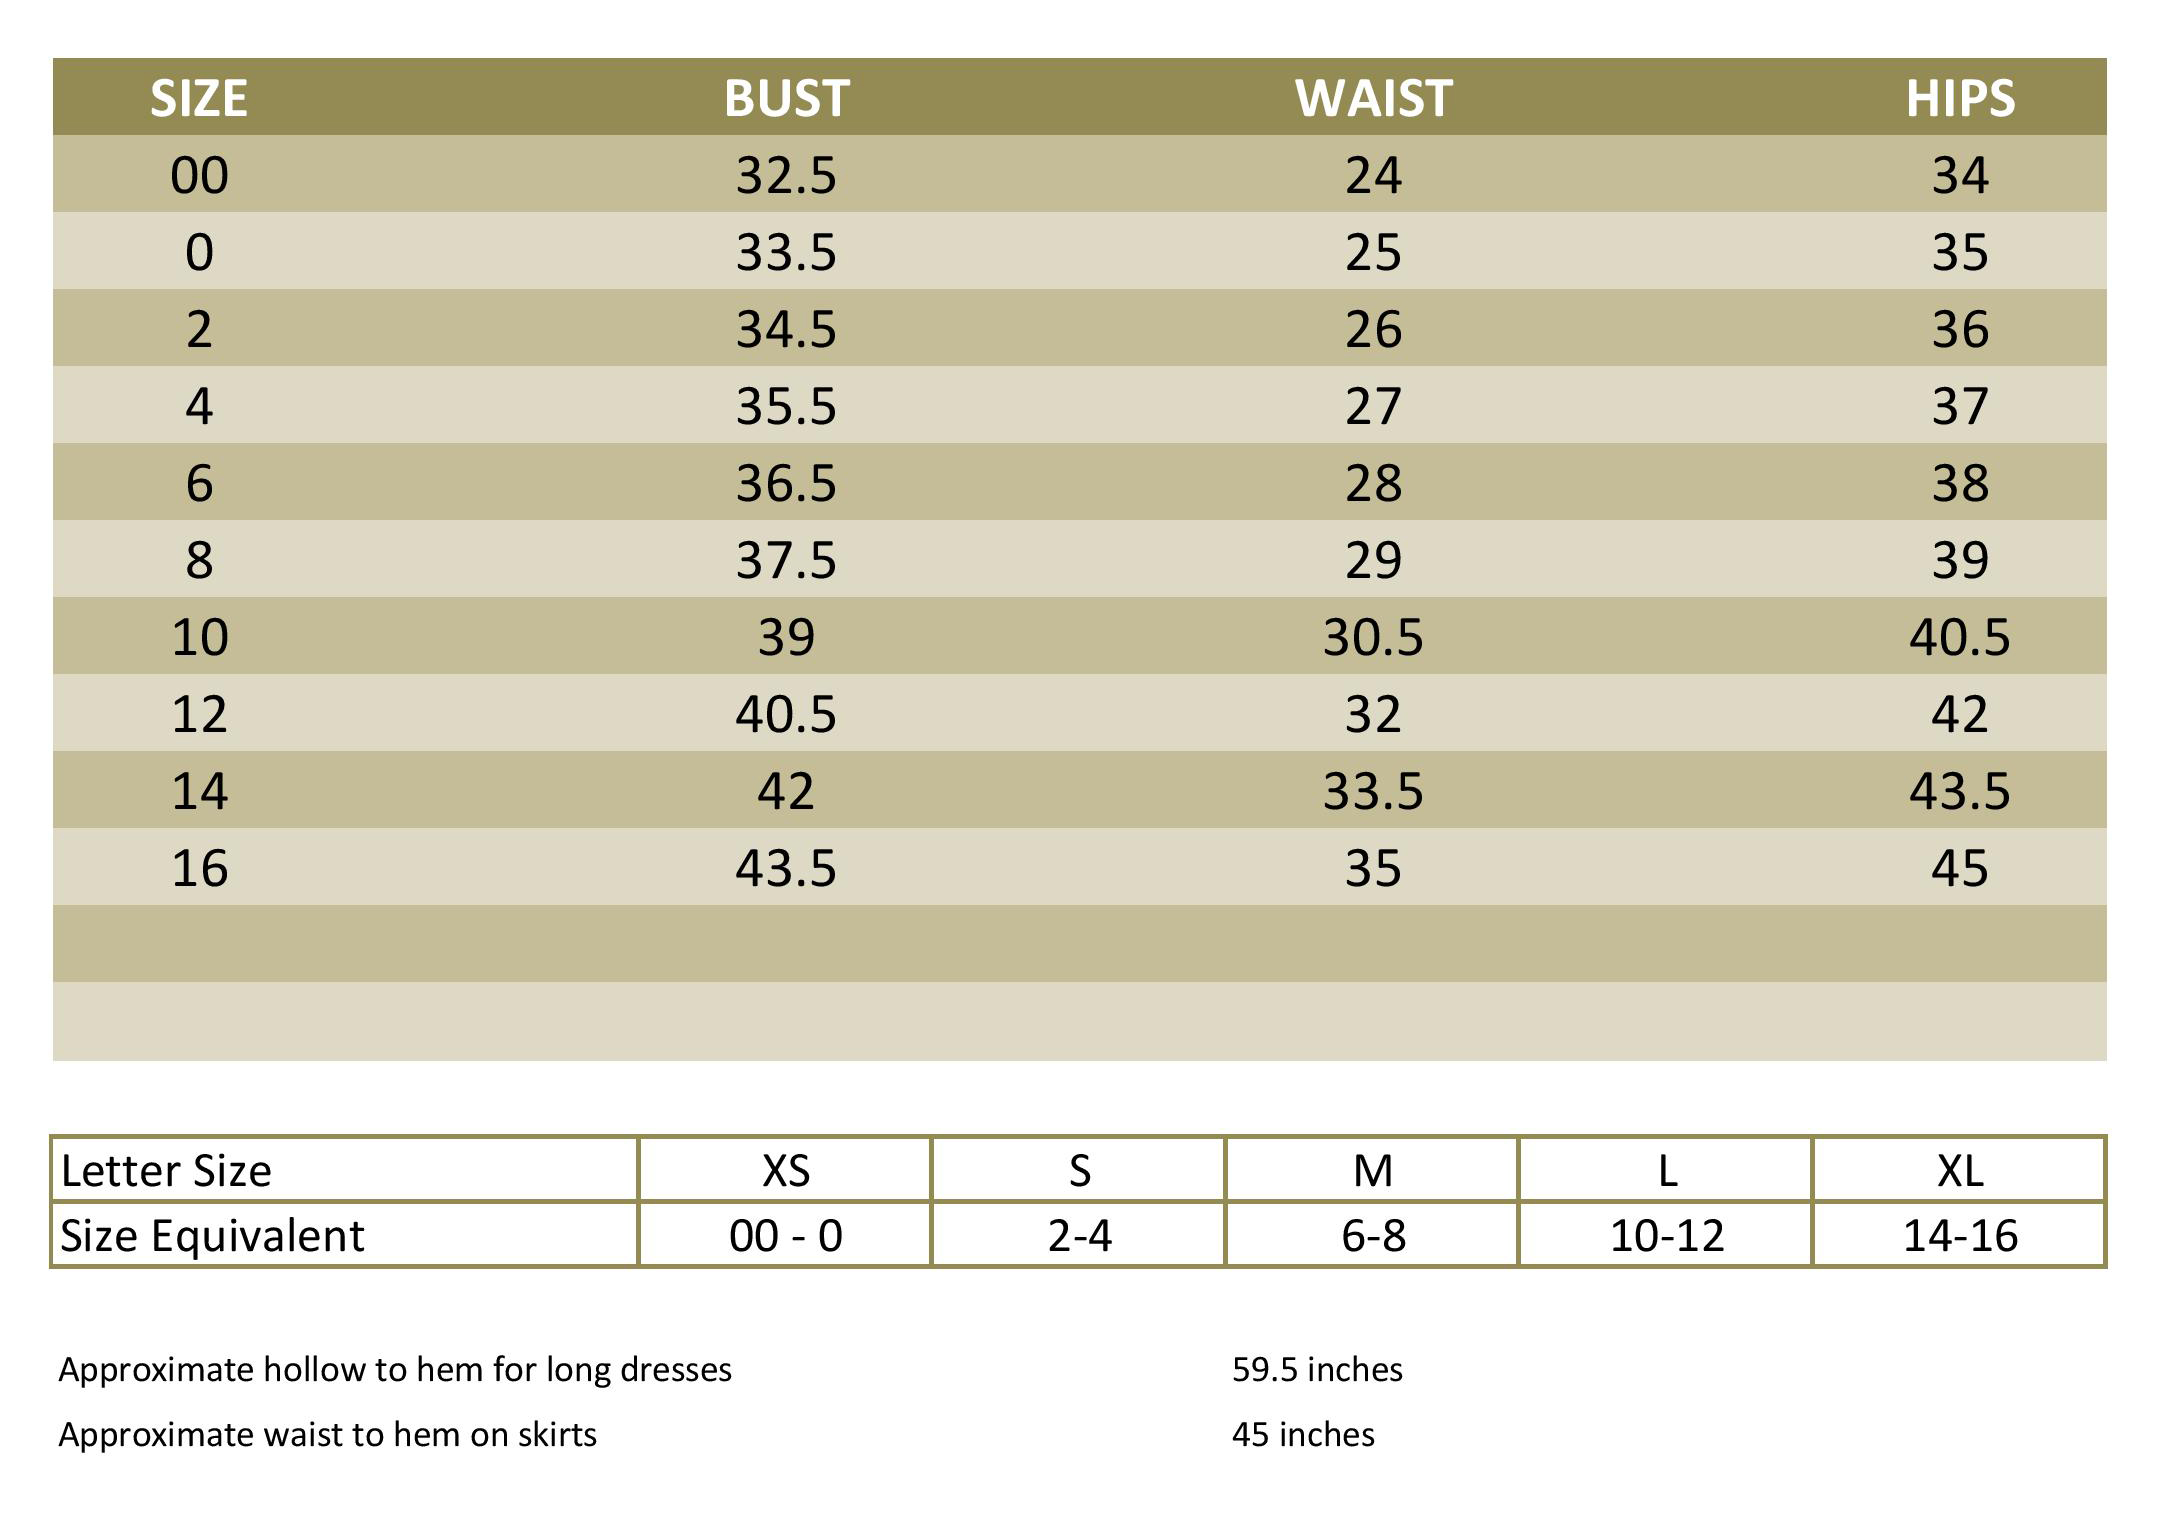 SIZE BUST WAIST HIPS
00 32.5 24 34
0 33.5 25 35
2 34.5 26 36
4 35.5 27 37
6 36.5 28 38
8 37.5 29 39
10 39 30.5 40.5
12 40.5 32 42
14 42 33.5 43.5
16 43.5 35 45
Letter Size XS S M L XL
Size Equivalent 00 - 0 2-4 6-8 10-12 14-16
Approximate hollow to hem for long dresses 59.5 inches
Approximate waist to hem on skirts 45 inches